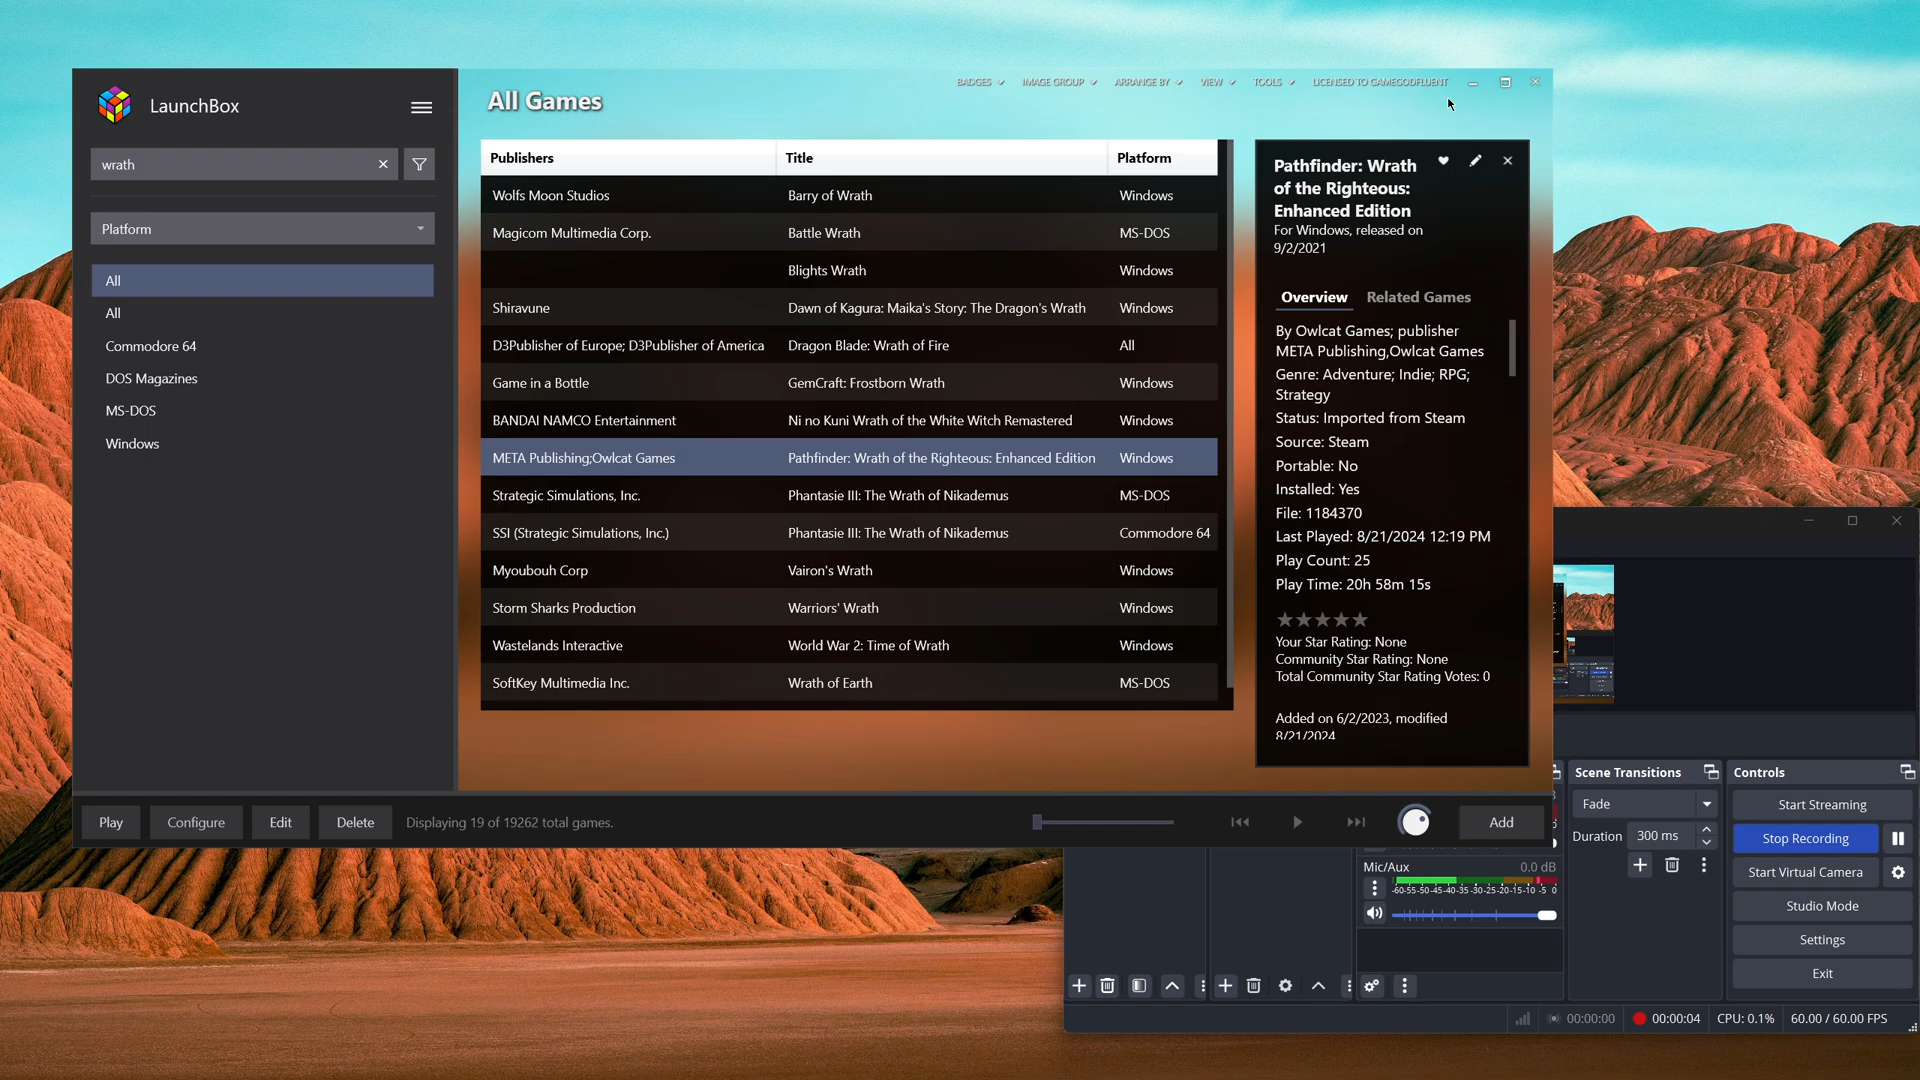 LaunchBox
wrath
Platform
All
All
Commodore 64
DOS Magazines
MS-DOS
Windows
BADGES
IMAGE GROUP
ARRANGE BY
VIEW
TOOLS
LICENSED TO GAMEGODFLUENT
All Games
Publishers Title Platform
Wolfs Moon Studios Barry of Wrath Windows
Magicom Multimedia Corp. Battle Wrath MS-DOS
Blights Wrath Windows
Shiravune Dawn of Kagura: Maika's Story: The Dragon's Wrath Windows
D3Publisher of Europe; D3Publisher of America Dragon Blade: Wrath of Fire All
Game in a Bottle GemCraft: Frostborn Wrath Windows
BANDAI NAMCO Entertainment Ni no Kuni Wrath of the White Witch Remastered Windows
META Publishing;Owlcat Games Pathfinder: Wrath of the Righteous: Enhanced Edition Windows
Strategic Simulations, Inc. Phantasie III: The Wrath of Nikademus MS-DOS
SSI (Strategic Simulations, Inc.) Phantasie III: The Wrath of Nikademus Commodore 64
Myoubouh Corp Vairon's Wrath Windows
Storm Sharks Production Warriors' Wrath Windows
Wastelands Interactive World War 2: Time of Wrath Windows
SoftKey Multimedia Inc. Wrath of Earth MS-DOS
Pathfinder: Wrath
of the Righteous:
Enhanced Edition
For Windows, released on
9/2/2021
Overview Related Games
By Owlcat Games; publisher
META Publishing,Owlcat Games
Genre: Adventure; Indie; RPG;
Strategy
Status: Imported from Steam
Source: Steam
Portable: No
Installed: Yes
File: 1184370
Last Played: 8/21/2024 12:19 PM
Play Count: 25
Play Time: 20h 58m 15s
Your Star Rating: None
Community Star Rating: None
Total Community Star Rating Votes: 0
Added on 6/2/2023, modified
8/21/2024
Play
Configure
Edit
Delete
Displaying 19 of 19262 total games.
Add
Mic/Aux 0.0 dB
-60-55-50-45-40-35-30-25-20-15-10 -5 0
Scene Transitions
Fade
Duration 300 ms
Controls
Start Streaming
Stop Recording
Start Virtual Camera
Studio Mode
Settings
Exit
00:00:00 00:00:04 CPU: 0.1% 60.00 / 60.00 FPS